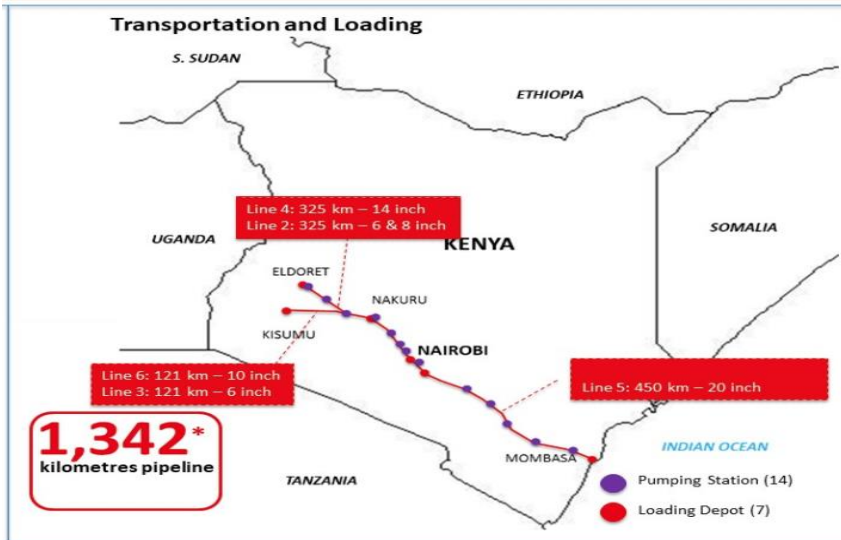 Transportation and Loading
S. SUDAN
ETHIOPIA
Line 4: 325 km – 14 inch
Line 2: 325 km – 6 & 8 inch
UGANDA
KENYA
SOMALIA
ELDORET
NAKURU
KISUMU
NAIROBI
Line 6: 121 km – 10 inch
Line 3: 121 km – 6 inch
Line 5: 450 km – 20 inch
1,342*
kilometres pipeline
INDIAN OCEAN
MOMBASA
TANZANIA
Pumping Station (14)
Loading Depot (7)